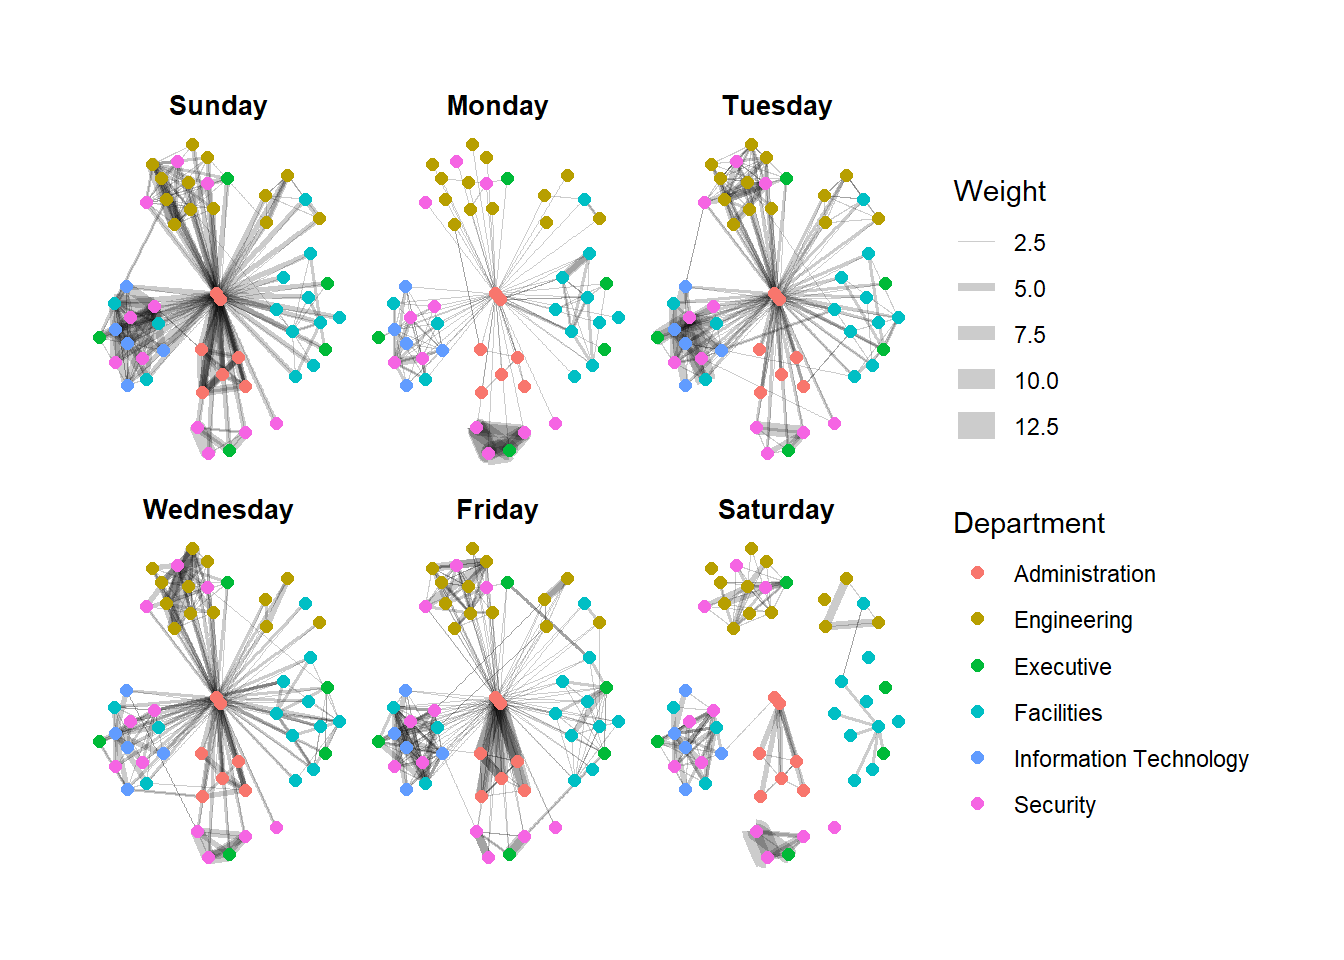 Sunday
Monday
Tuesday
Wednesday
Friday
Saturday
Weight
2.5
5.0
7.5
10.0
12.5
Department
Administration
Engineering
Executive
Facilities
Information Technology
Security